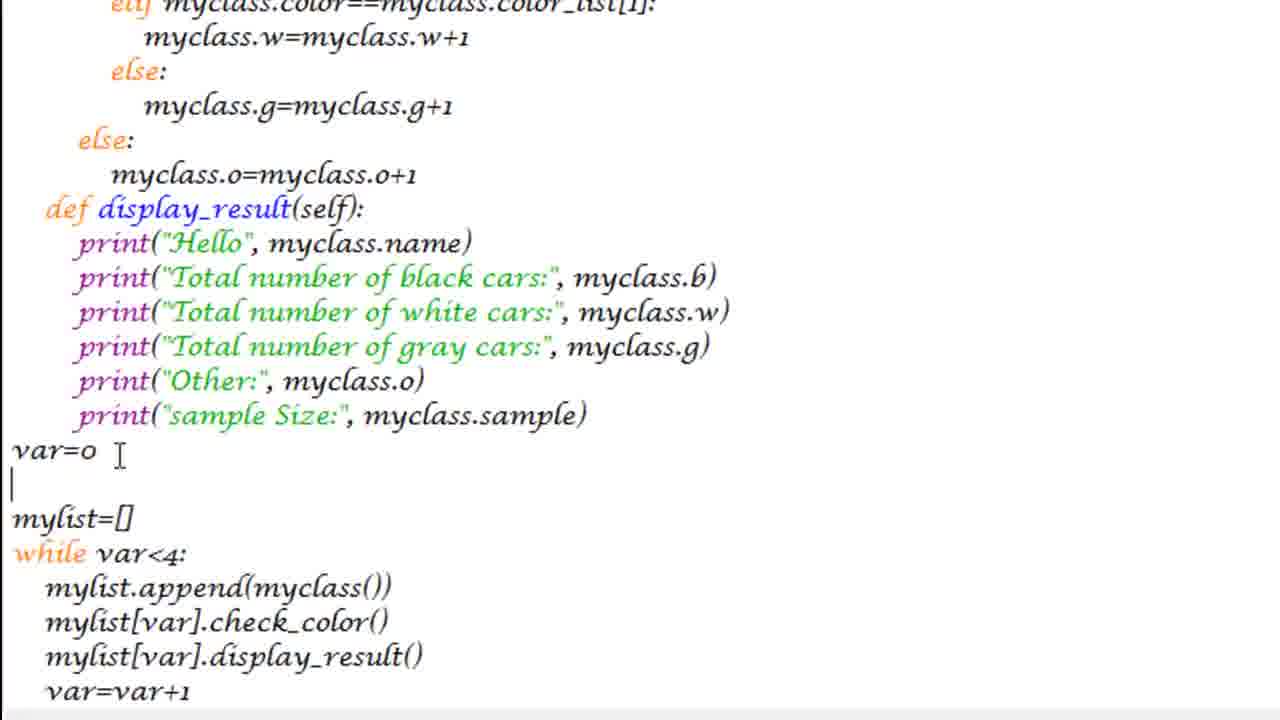 elif myclass.color==myclass.color_list[1]:
myclass.w=myclass.w+1
else:
myclass.g=myclass.g+1
else:
myclass.o=myclass.o+1
def display_result(self):
print("Hello", myclass.name)
print("Total number of black cars:", myclass.b)
print("Total number of white cars:", myclass.w)
print("Total number of gray cars:", myclass.g)
print("Other:", myclass.o)
print("sample Size:", myclass.sample)
var=0
mylist=[]
while var<4:
mylist.append(myclass())
mylist[var].check_color()
mylist[var].display_result()
var=var+1